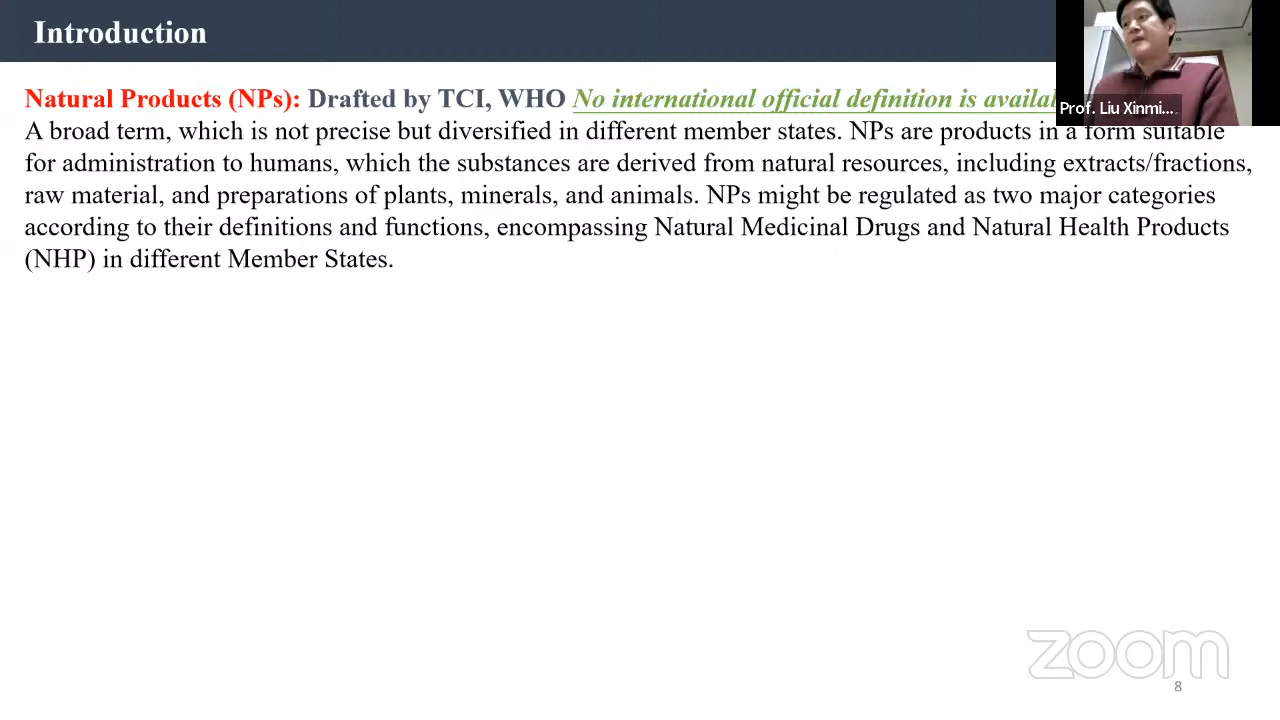 Introduction
Natural Products (NPs): Drafted by TCI, WHO No international official definition is
A broad term, which is not precise but diversified in different member states. NPs are products in a form suitable
for administration to humans, which the substances are derived from natural resources, including extracts/fractions,
raw material, and preparations of plants, minerals, and animals. NPs might be regulated as two major categories
according to their definitions and functions, encompassing Natural Medicinal Drugs and Natural Health Products
(NHP) in different Member States.
Prof. Liu Xinmi...
zoom
8